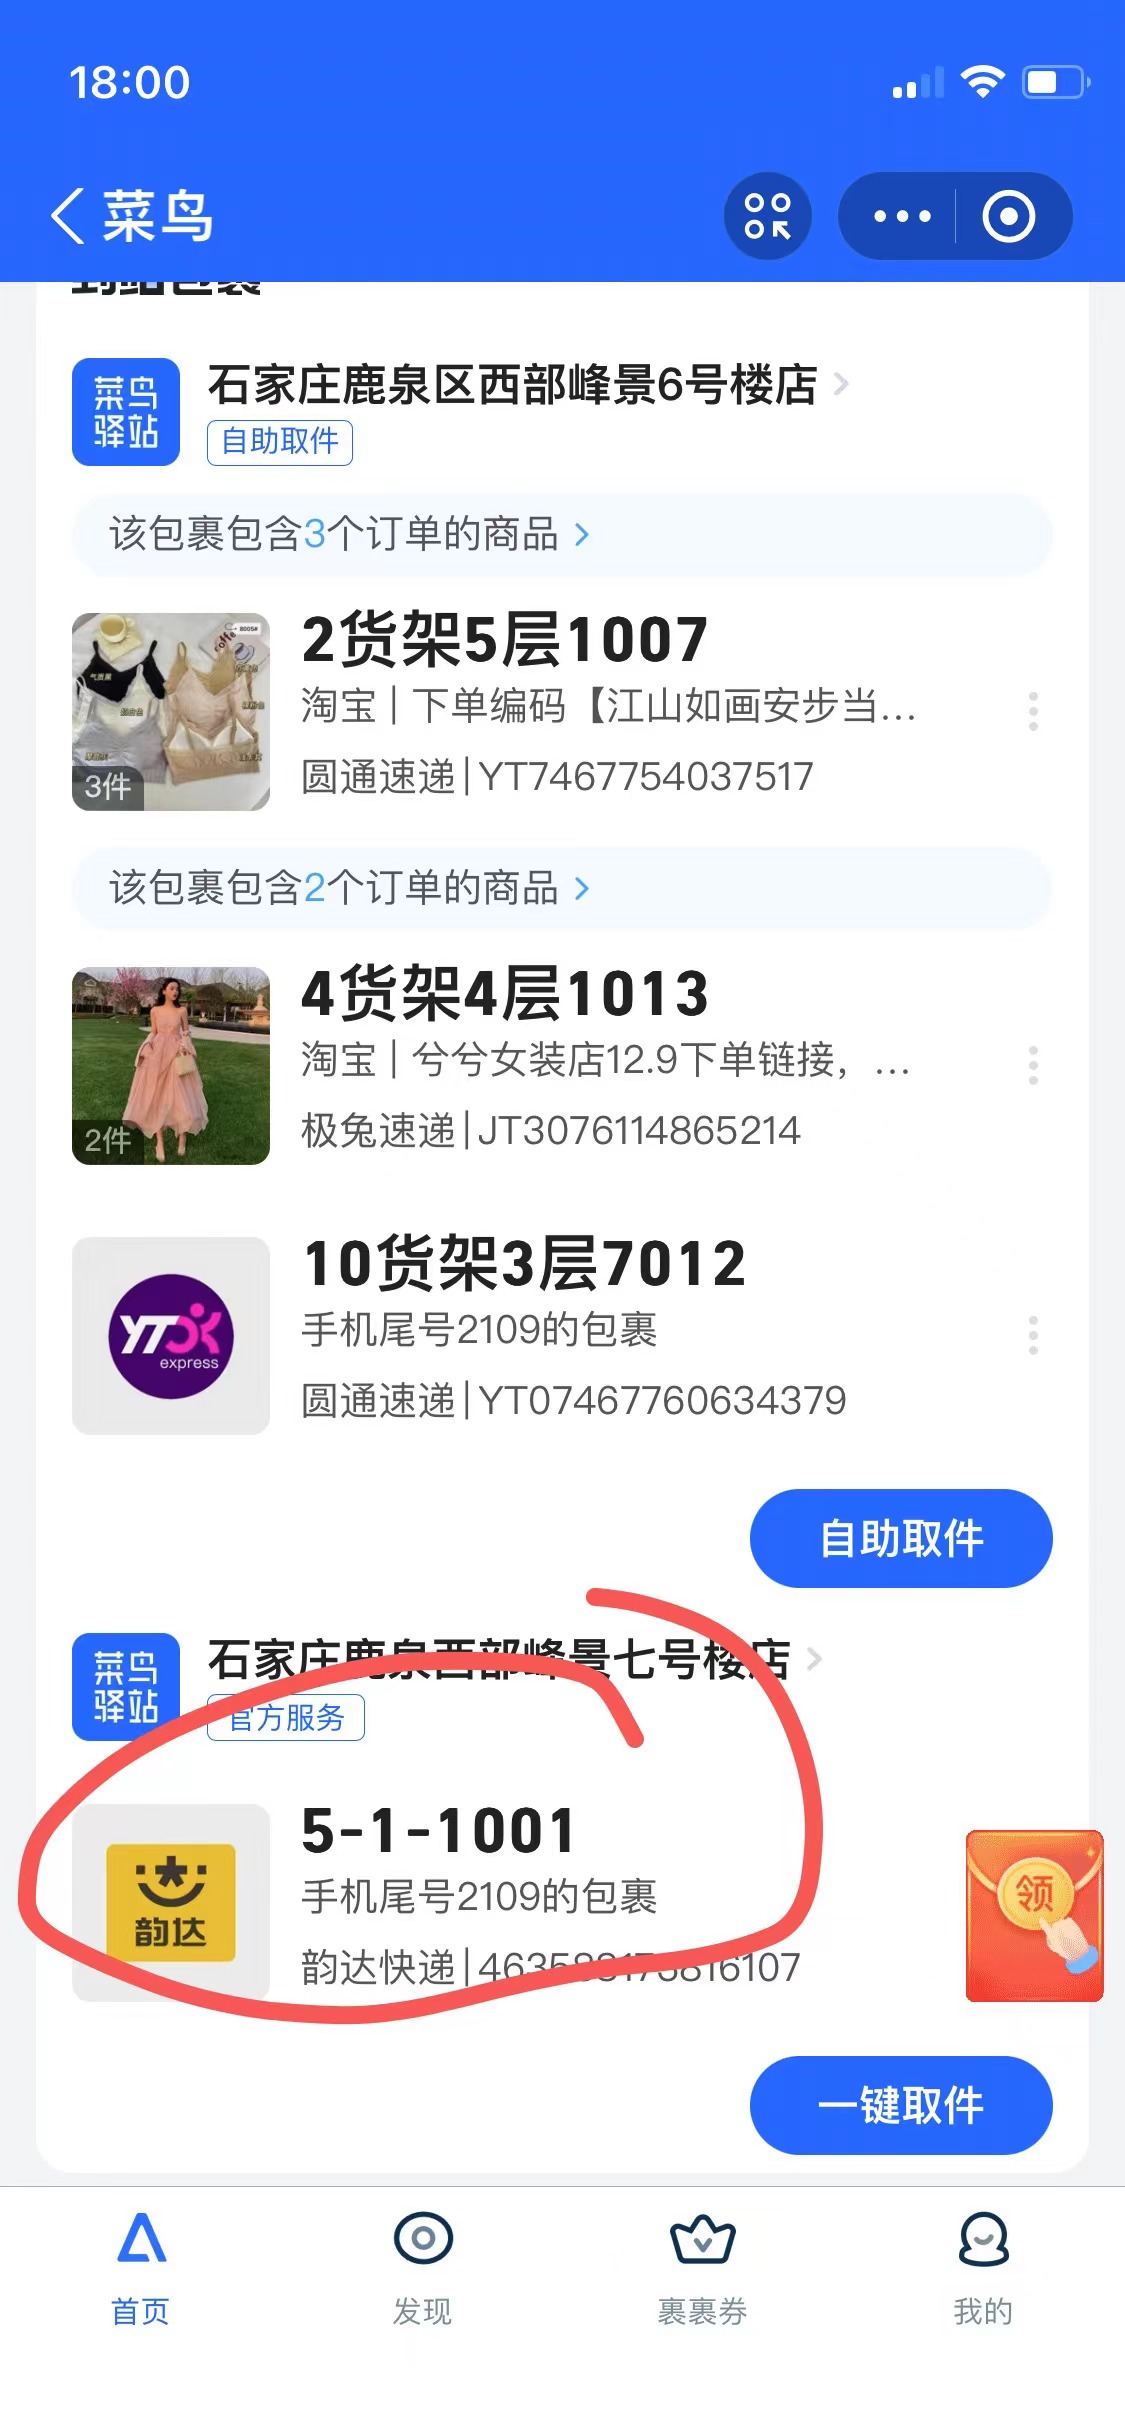 18:00
菜鸟
到站包裹
菜鸟
驿站
石家庄鹿泉区西部峰景6号楼店
自助取件
该包裹包含3个订单的商品
2货架5层1007
淘宝 | 下单编码【江山如画安步当...
圆通速递|YT7467754037517
3件
该包裹包含2个订单的商品
4货架4层1013
淘宝 | 兮兮女装店12.9下单链接，...
极兔速递|JT3076114865214
2件
10货架3层7012
手机尾号2109的包裹
圆通速递|YT07467760634379
YTO
express
自助取件
菜鸟
驿站
石家庄鹿泉西部峰景七号楼店
官方服务
5-1-1001
手机尾号2109的包裹
韵达快递|463588176816107
韵达
领
一键取件
首页
发现
裹裹券
我的